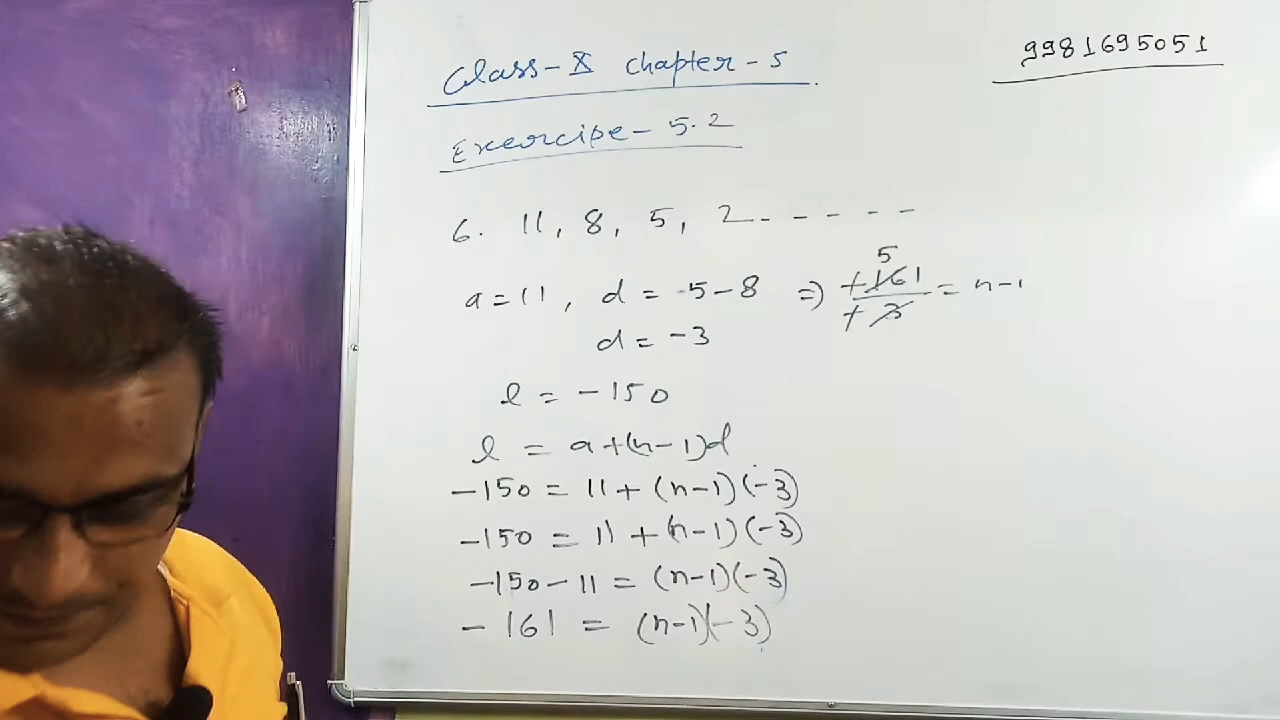 Class-X chapter-5
9981695051
Exercise-5.2
6. 11, 8, 5, 2 - - - - -
a = 11, d = 5 - 8
d = -3
l = -150
l = a+(n-1)d
-150 = 11 + (n-1)(-3)
-150 = 11 + (n-1)(-3)
-150 - 11 = (n-1)(-3)
-161 = (n-1)(-3)
5
=> +161/+3 = n-1